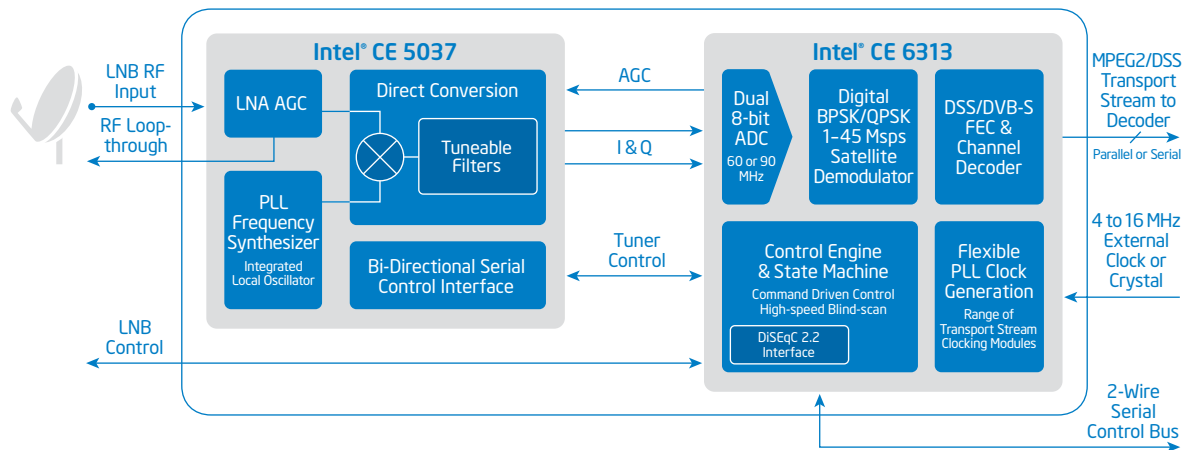 Intel® CE 5037
Intel® CE 6313
LNB RF
Input
RF Loop-
through
LNA AGC
Direct Conversion
Tuneable
Filters
PLL
Frequency
Synthesizer
Integrated
Local Oscillator
Bi-Directional Serial
Control Interface
LNB
Control
AGC
I & Q
Tuner
Control
Dual
8-bit
ADC
60 or 90
MHz
Digital
BPSK/QPSK
1–45 Msps
Satellite
Demodulator
DSS/DVB-S
FEC &
Channel
Decoder
Control Engine
& State Machine
Command Driven Control
High-speed Blind-scan
DiSEqC 2.2
Interface
Flexible
PLL Clock
Generation
Range of
Transport Stream
Clocking Modules
MPEG2/DSS
Transport
Stream to
Decoder
Parallel or Serial
4 to 16 MHz
External
Clock or
Crystal
2-Wire
Serial
Control Bus